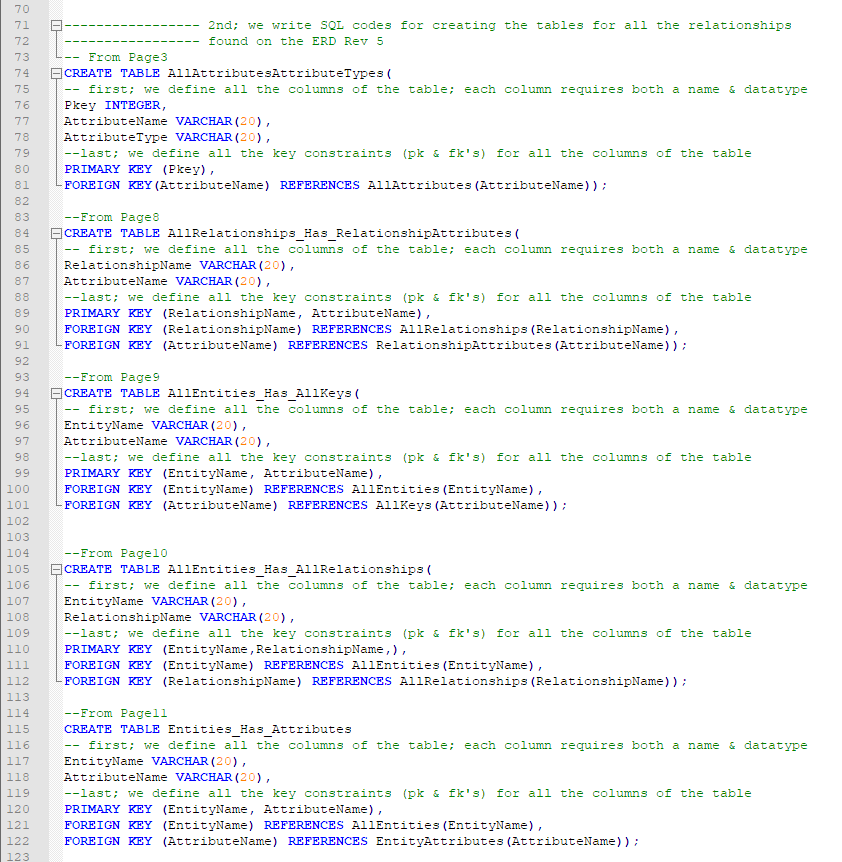 70
71 ----------------- 2nd; we write SQL codes for creating the tables for all the relationships
72 ----------------- found on the ERD Rev 5
73 -- From Page3
74 CREATE TABLE AllAttributesAttributeTypes(
75 -- first; we define all the columns of the table; each column requires both a name & datatype
76 Pkey INTEGER,
77 AttributeName VARCHAR(20),
78 AttributeType VARCHAR(20),
79 --last; we define all the key constraints (pk & fk's) for all the columns of the table
80 PRIMARY KEY (Pkey),
81 FOREIGN KEY(AttributeName) REFERENCES AllAttributes(AttributeName));
82
83 --From Page8
84 CREATE TABLE AllRelationships_Has_RelationshipAttributes(
85 -- first; we define all the columns of the table; each column requires both a name & datatype
86 RelationshipName VARCHAR(20),
87 AttributeName VARCHAR(20),
88 --last; we define all the key constraints (pk & fk's) for all the columns of the table
89 PRIMARY KEY (RelationshipName, AttributeName),
90 FOREIGN KEY (RelationshipName) REFERENCES AllRelationships(RelationshipName),
91 FOREIGN KEY (AttributeName) REFERENCES RelationshipAttributes(AttributeName));
92
93 --From Page9
94 CREATE TABLE AllEntities_Has_AllKeys(
95 -- first; we define all the columns of the table; each column requires both a name & datatype
96 EntityName VARCHAR(20),
97 AttributeName VARCHAR(20),
98 --last; we define all the key constraints (pk & fk's) for all the columns of the table
99 PRIMARY KEY (EntityName, AttributeName),
100 FOREIGN KEY (EntityName) REFERENCES AllEntities(EntityName),
101 FOREIGN KEY (AttributeName) REFERENCES AllKeys(AttributeName));
102
103
104 --From Page10
105 CREATE TABLE AllEntities_Has_AllRelationships(
106 -- first; we define all the columns of the table; each column requires both a name & datatype
107 EntityName VARCHAR(20),
108 RelationshipName VARCHAR(20),
109 --last; we define all the key constraints (pk & fk's) for all the columns of the table
110 PRIMARY KEY (EntityName,RelationshipName,),
111 FOREIGN KEY (EntityName) REFERENCES AllEntities(EntityName),
112 FOREIGN KEY (RelationshipName) REFERENCES AllRelationships(RelationshipName));
113
114 --From Page11
115 CREATE TABLE Entities_Has_Attributes
116 -- first; we define all the columns of the table; each column requires both a name & datatype
117 EntityName VARCHAR(20),
118 AttributeName VARCHAR(20),
119 --last; we define all the key constraints (pk & fk's) for all the columns of the table
120 PRIMARY KEY (EntityName, AttributeName),
121 FOREIGN KEY (EntityName) REFERENCES AllEntities(EntityName),
122 FOREIGN KEY (AttributeName) REFERENCES EntityAttributes(AttributeName));
123